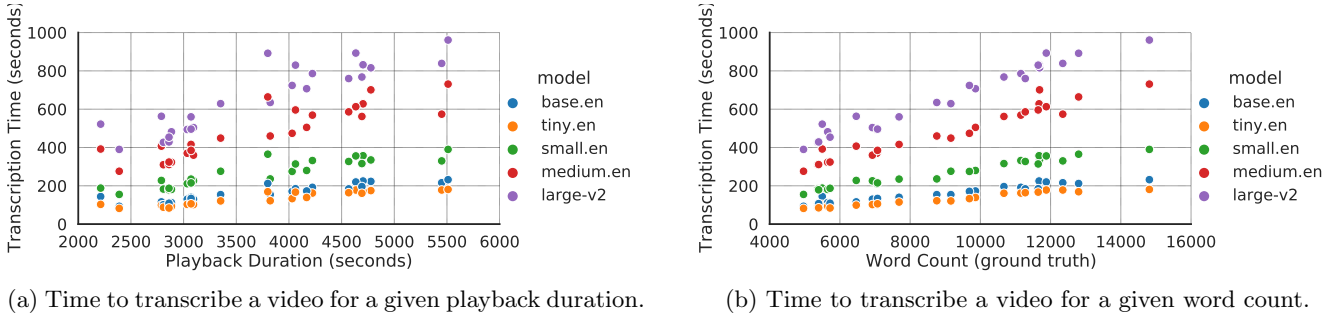 Transcription Time (seconds)
1000
800
600
400
200
0
2000 2500 3000 3500 4000 4500 5000 5500 6000
Playback Duration (seconds)
model
base.en
tiny.en
small.en
medium.en
large-v2
(a) Time to transcribe a video for a given playback duration.
Transcription Time (seconds)
1000
800
600
400
200
0
4000 6000 8000 10000 12000 14000 16000
Word Count (ground truth)
model
base.en
tiny.en
small.en
medium.en
large-v2
(b) Time to transcribe a video for a given word count.